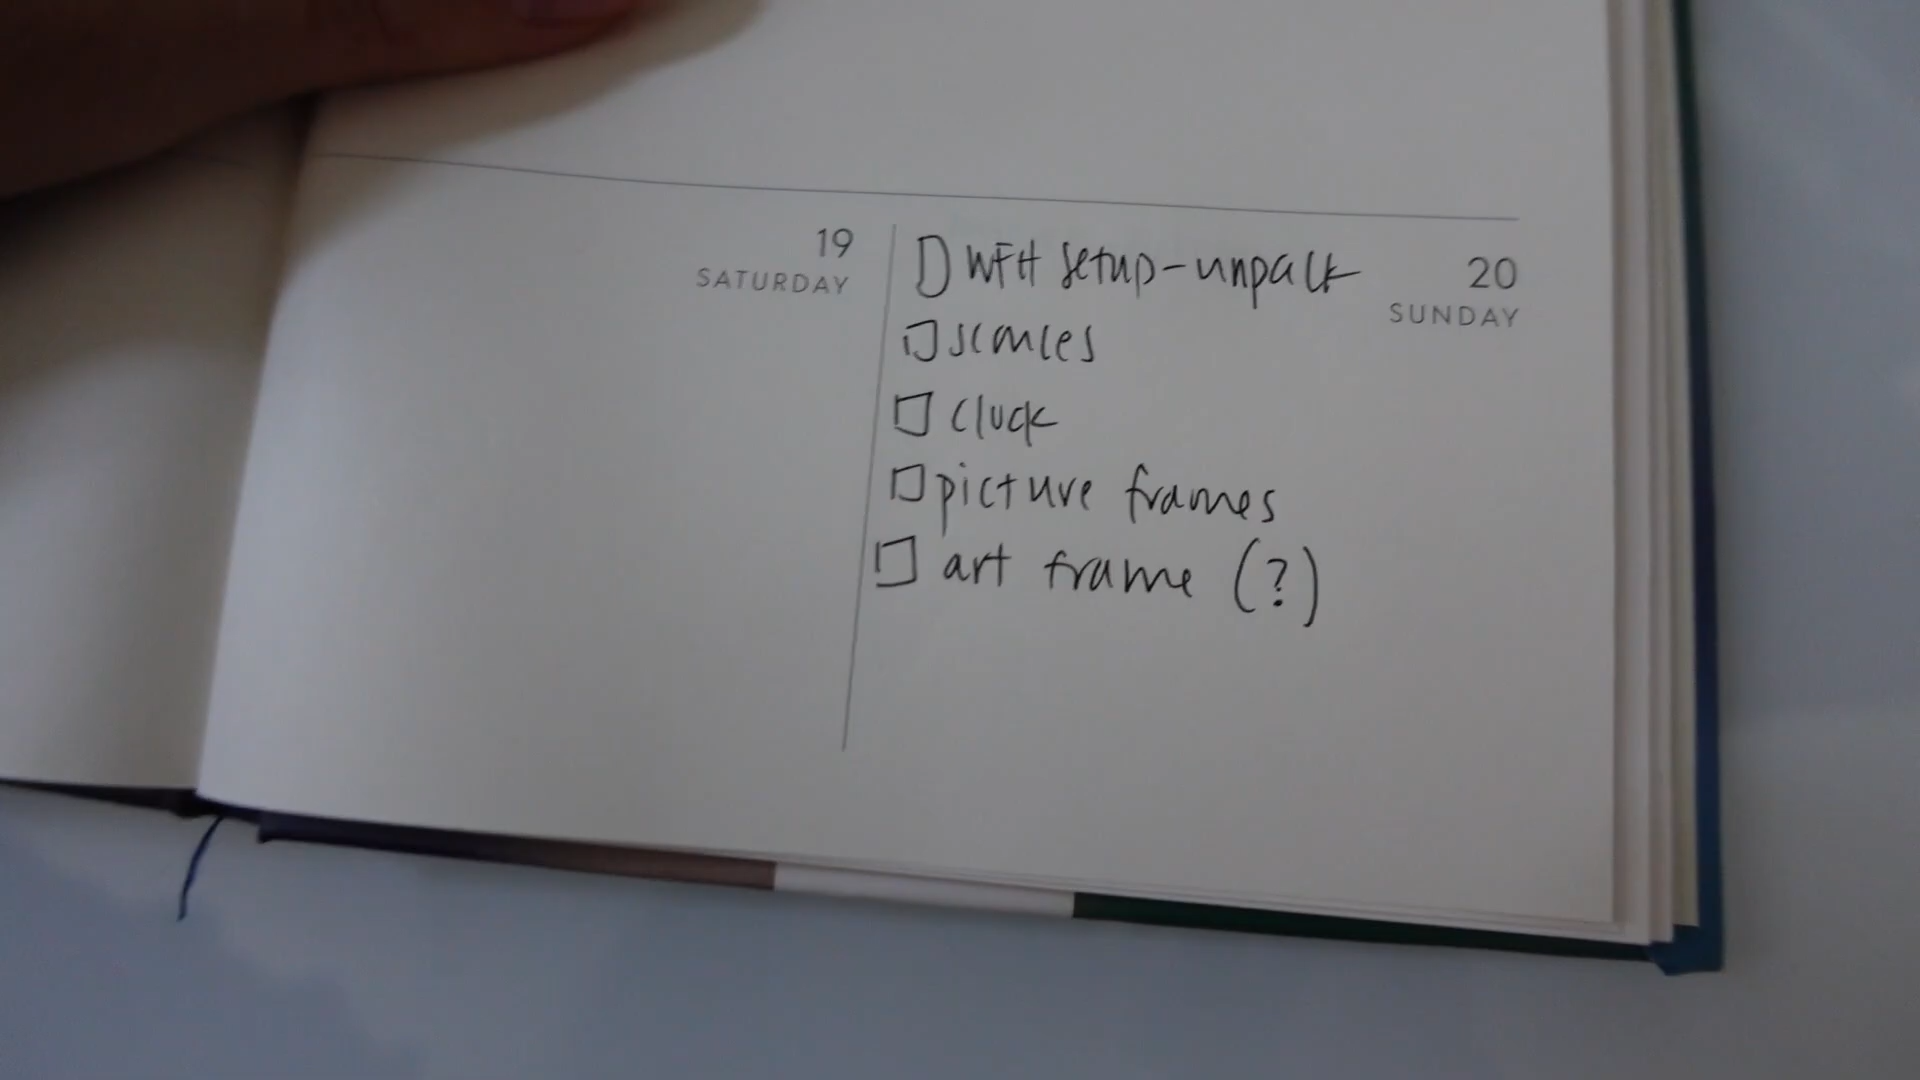 19
SATURDAY
WFH setup-unpack
20
SUNDAY
sconces
clock
picture frames
art frame (?)